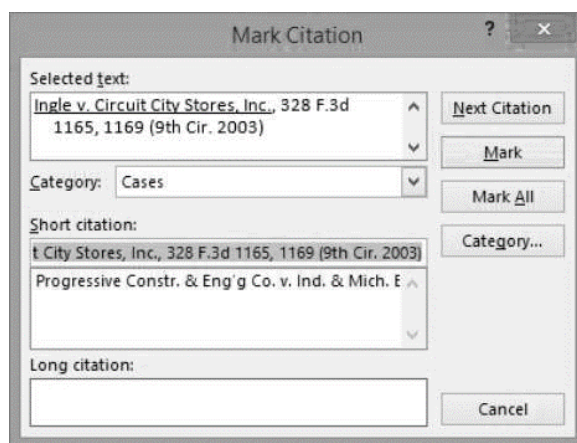 Mark Citation
?
Selected text:
Ingle v. Circuit City Stores, Inc., 328 F.3d
1165, 1169 (9th Cir. 2003)
Next Citation
Mark
Category: Cases
Mark All
Short citation:
t City Stores, Inc., 328 F.3d 1165, 1169 (9th Cir. 2003)
Category...
Progressive Constr. & Eng'g Co. v. Ind. & Mich. E
Long citation:
Cancel